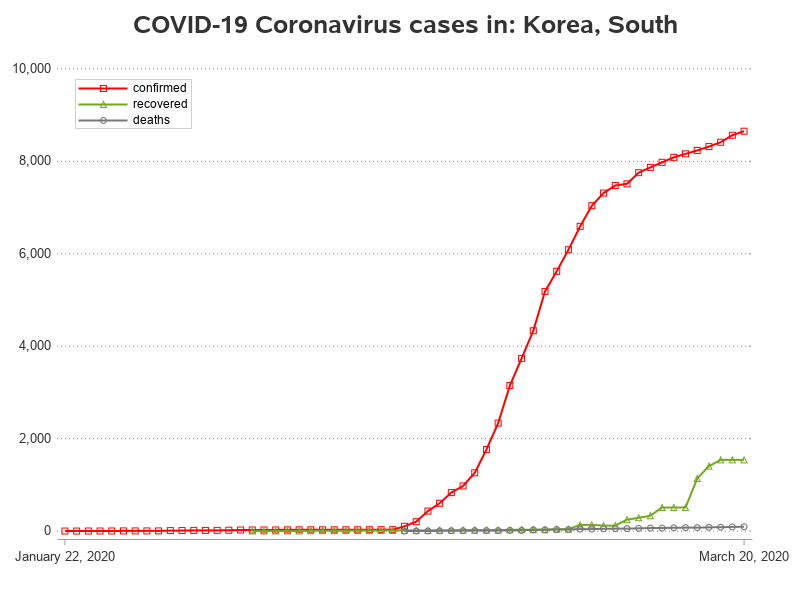 COVID-19 Coronavirus cases in: Korea, South
10,000
confirmed
recovered
deaths
8,000
6,000
4,000
2,000
0
January 22, 2020
March 20, 2020